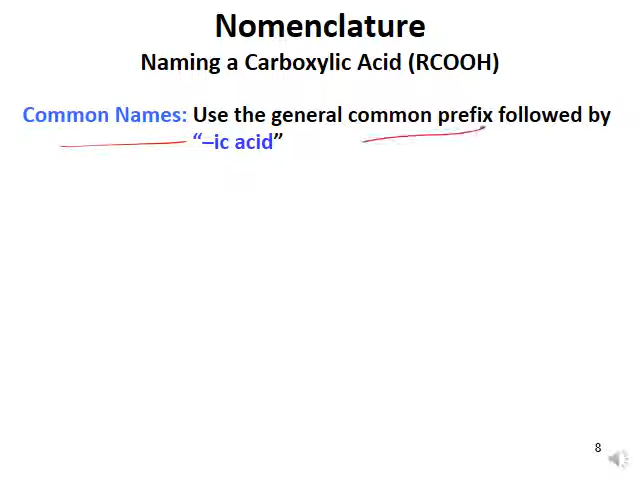 Nomenclature
Naming a Carboxylic Acid (RCOOH)
Common Names: Use the general common prefix followed by
“–ic acid”
8